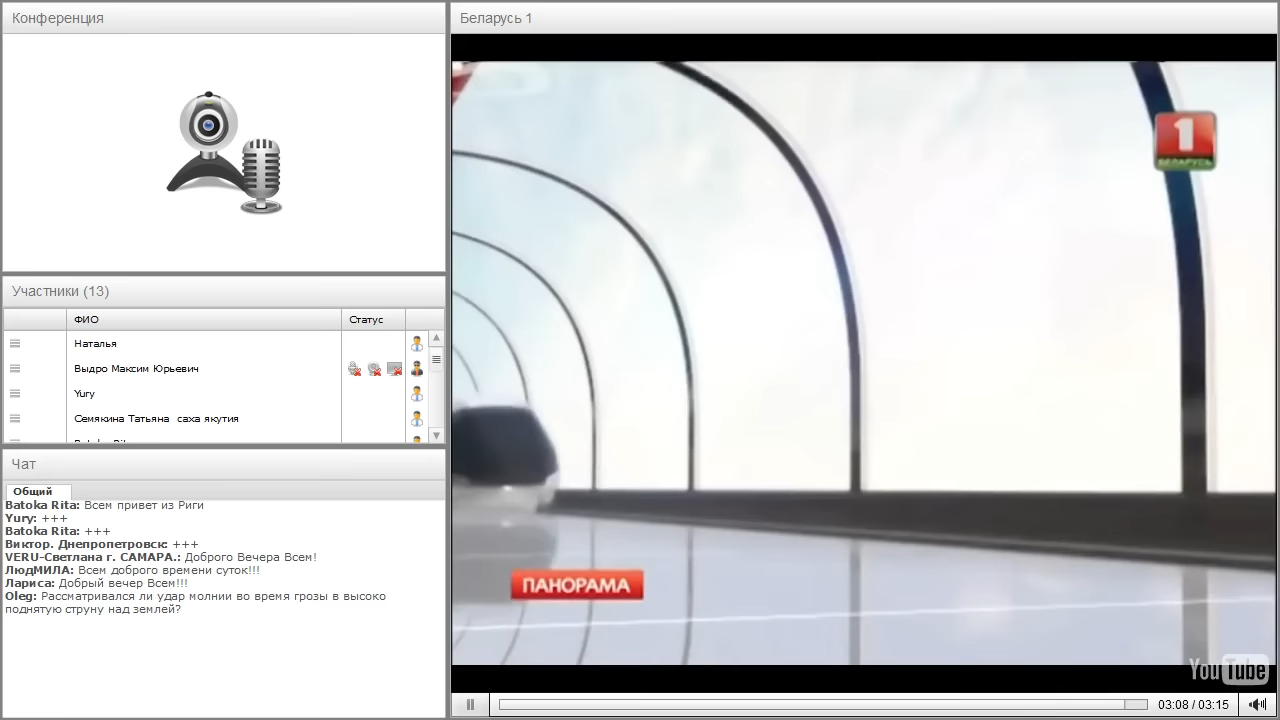 Конференция
Участники (13)
ФИО
Статус
Наталья
Выдро Максим Юрьевич
Yury
Семякина Татьяна саха якутия
Чат
Общий
Batoka Rita: Всем привет из Риги
Yury: +++
Batoka Rita: +++
Виктор. Днепропетровск: +++
VERU-Светлана г. САМАРА.: Доброго Вечера Всем!
ЛюдМИЛА: Всем доброго времени суток!!!
Лариса: Добрый вечер Всем!!!
Oleg: Рассматривался ли удар молнии во время грозы в высоко
поднятую струну над землей?
Беларусь 1
1
БЕЛАРУСЬ
ПАНОРАМА
YouTube
03:08 / 03:15